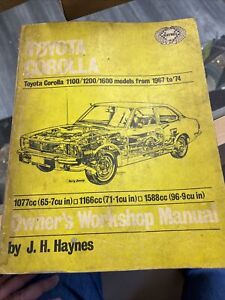 TOYOTA
COROLLA
Toyota Corolla 1100/1200/1600 models from 1967 to '74
1077cc (65·7cu in) □ 1166cc (71·1cu in) □ 1588cc (96·9cu in)
Owner's Workshop Manual
by J. H. Haynes